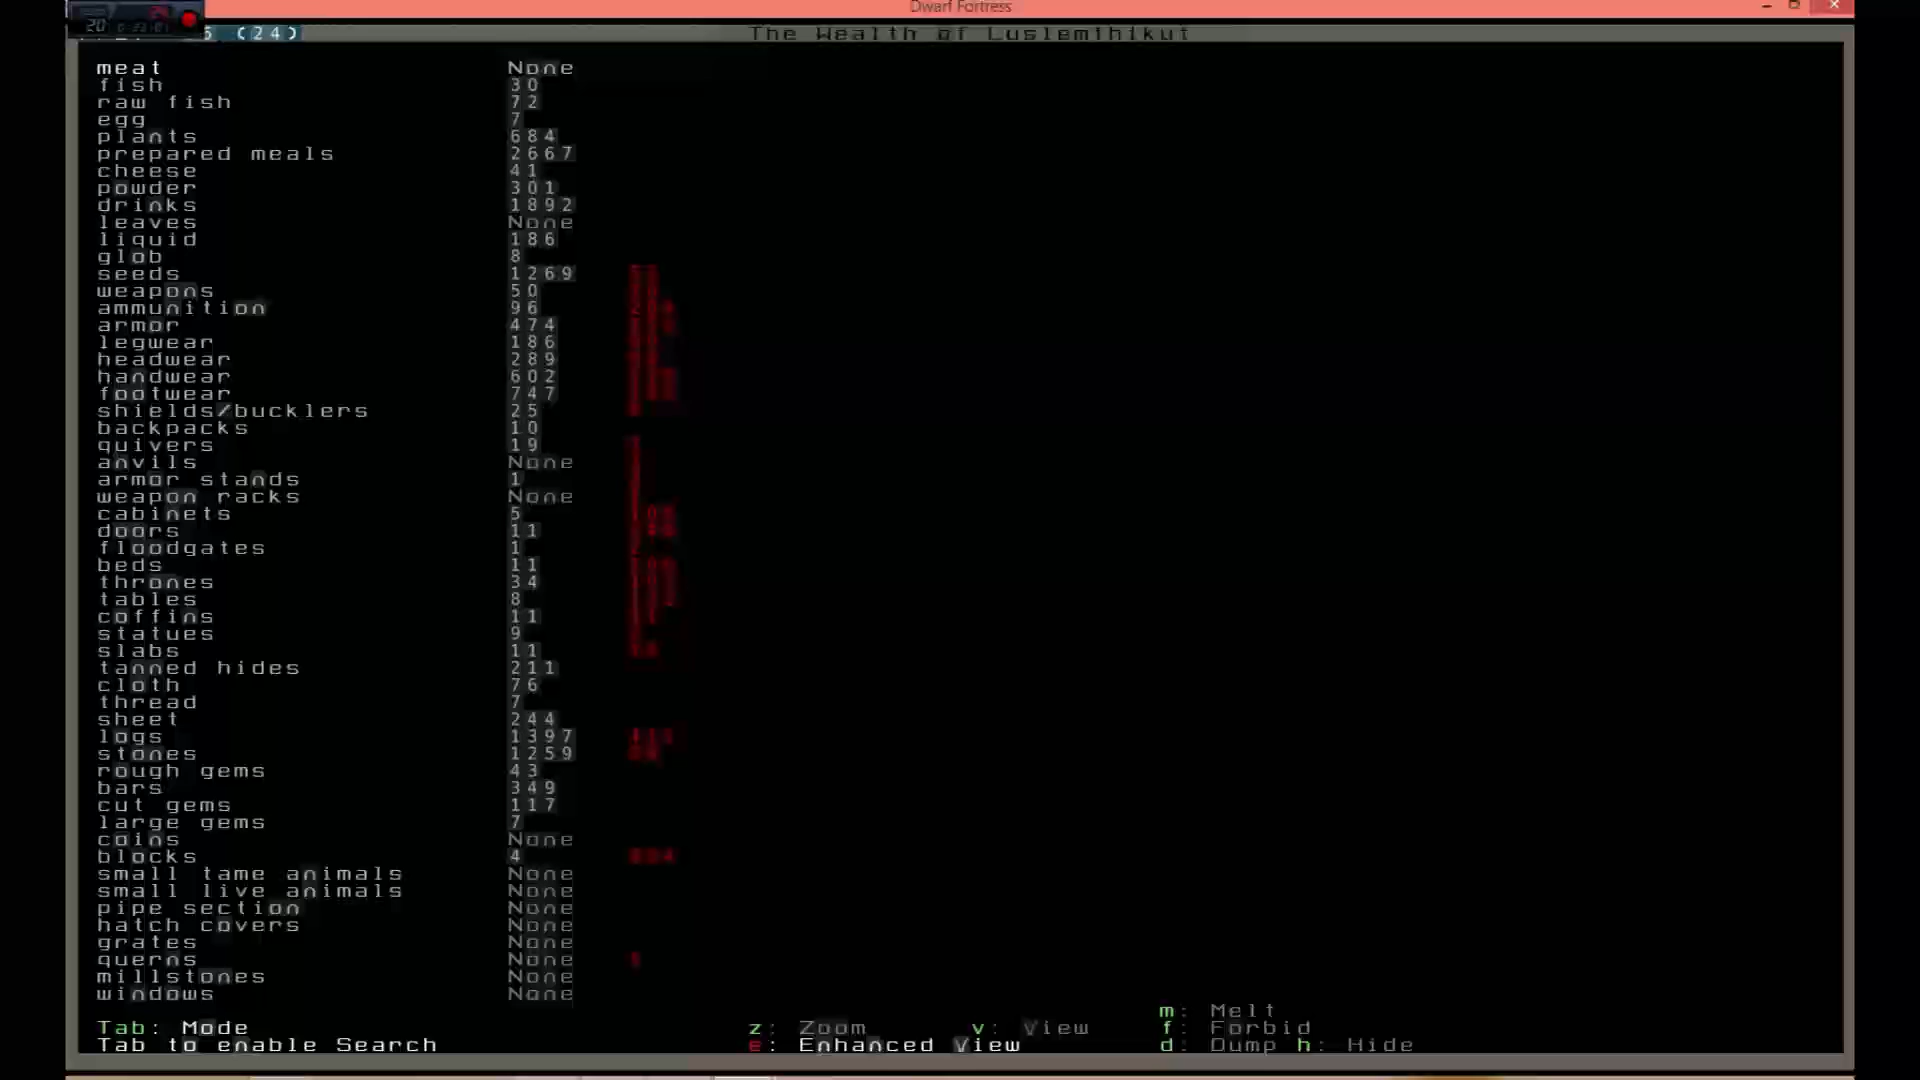 Dwarf Fortress
20
(24) The Wealth of Luslemthikut
meat None
fish 30
raw fish 72
egg 7
plants 684
prepared meals 2667
cheese 41
powder 301
drinks 1892
leaves None
liquid 186
glob 8
seeds 1269
weapons 50
ammunition 96
armor 474
legwear 186
headwear 289
handwear 602
footwear 747
shields/bucklers 25
backpacks 10
quivers 19
anvils None
armor stands 1
weapon racks None
cabinets 5
doors 11
floodgates 1
beds 11
thrones 34
tables 8
coffins 11
statues 9
slabs 11
tanned hides 211
cloth 76
thread 7
sheet 244
logs 1397
stones 1259
rough gems 43
bars 349
cut gems 117
large gems 7
coins None
blocks 4
small tame animals None
small live animals None
pipe section None
hatch covers None
grates None
querns None
millstones None
windows None
m: Melt
Tab: Mode z: Zoom v: View f: Forbid
Tab to enable Search e: Enhanced View d: Dump h: Hide